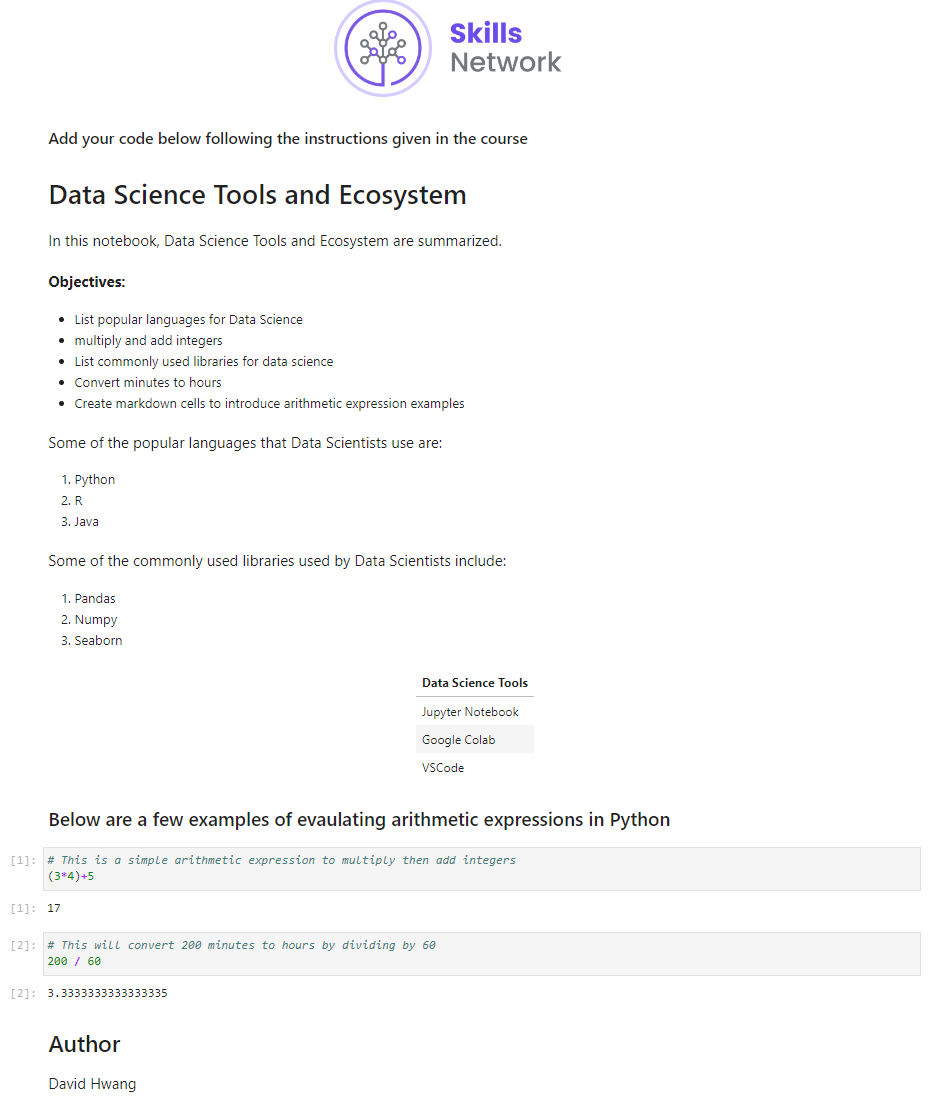 Skills
Network
Add your code below following the instructions given in the course
Data Science Tools and Ecosystem
In this notebook, Data Science Tools and Ecosystem are summarized.
Objectives:
• List popular languages for Data Science
• multiply and add integers
• List commonly used libraries for data science
• Convert minutes to hours
• Create markdown cells to introduce arithmetic expression examples
Some of the popular languages that Data Scientists use are:
1. Python
2. R
3. Java
Some of the commonly used libraries used by Data Scientists include:
1. Pandas
2. Numpy
3. Seaborn
Data Science Tools
Jupyter Notebook
Google Colab
VSCode
Below are a few examples of evaulating arithmetic expressions in Python
[1]: # This is a simple arithmetic expression to multiply then add integers
(3*4)+5
[1]: 17
[2]: # This will convert 200 minutes to hours by dividing by 60
200 / 60
[2]: 3.3333333333333335
Author
David Hwang